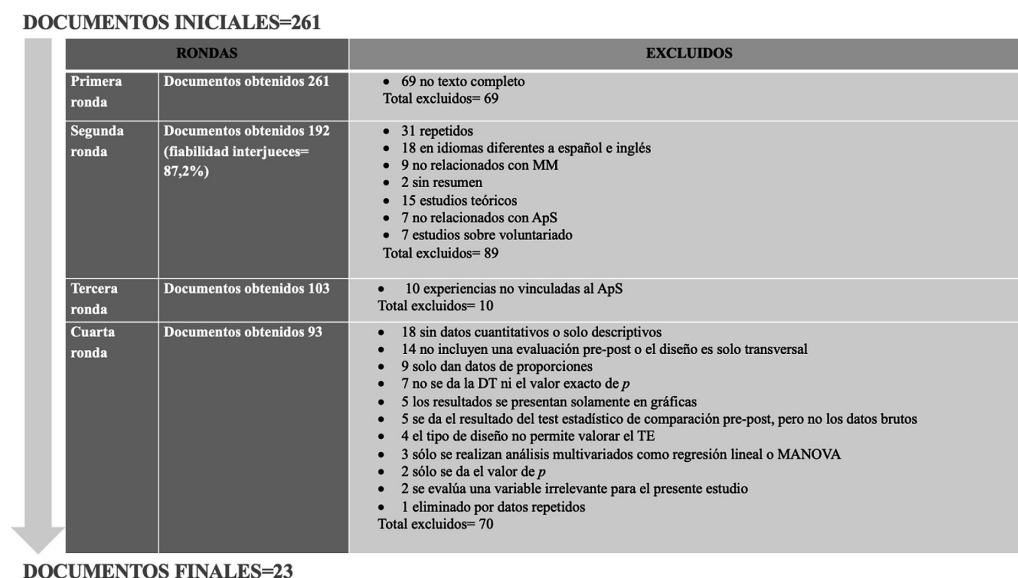 DOCUMENTOS INICIALES=261
RONDAS
EXCLUIDOS
Primera
ronda
Documentos obtenidos 261
• 69 no texto completo
Total excluidos= 69
Segunda
ronda
Documentos obtenidos 192
(fiabilidad interjueces=
87,2%)
• 31 repetidos
• 18 en idiomas diferentes a español e inglés
• 9 no relacionados con MM
• 2 sin resumen
• 15 estudios teóricos
• 7 no relacionados con ApS
• 7 estudios sobre voluntariado
Total excluidos= 89
Tercera
ronda
Documentos obtenidos 103
• 10 experiencias no vinculadas al ApS
Total excluidos= 10
Cuarta
ronda
Documentos obtenidos 93
• 18 sin datos cuantitativos o solo descriptivos
• 14 no incluyen una evaluación pre-post o el diseño es solo transversal
• 9 solo dan datos de proporciones
• 7 no se da la DT ni el valor exacto de p
• 5 los resultados se presentan solamente en gráficas
• 5 se da el resultado del test estadístico de comparación pre-post, pero no los datos brutos
• 4 el tipo de diseño no permite valorar el TE
• 3 sólo se realizan análisis multivariados como regresión lineal o MANOVA
• 2 sólo se da el valor de p
• 2 se evalúa una variable irrelevante para el presente estudio
• 1 eliminado por datos repetidos
Total excluidos= 70
DOCUMENTOS FINALES=23